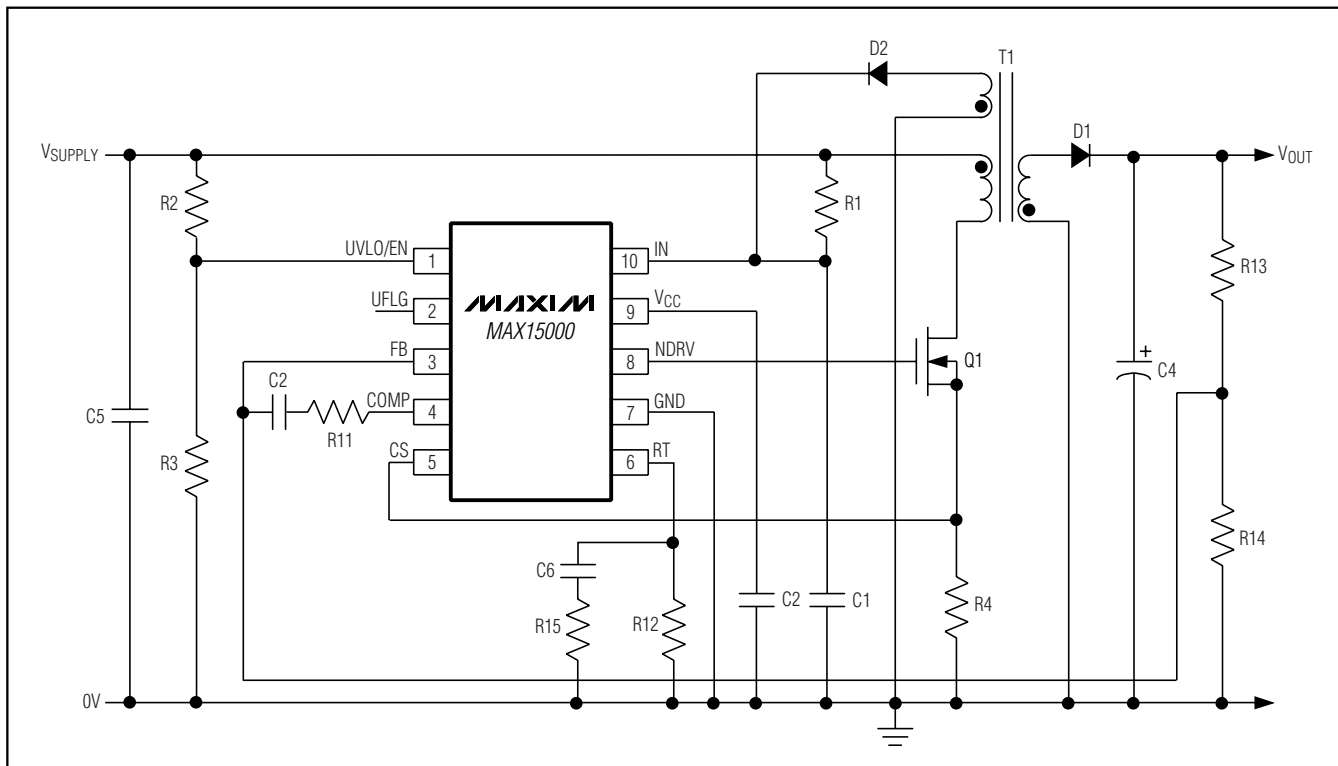 D2
T1
VSUPPLY
D1
VOUT
R2
R1
UVLO/EN
1
10
IN
R13
UFLG
2
MAXIM
MAX15000
9
VCC
FB
3
8
NDRV
Q1
+
C4
C5
C2
R11
COMP
4
7
GND
R3
CS
5
6
RT
R14
C6
R15
R12
C2
C1
R4
0V